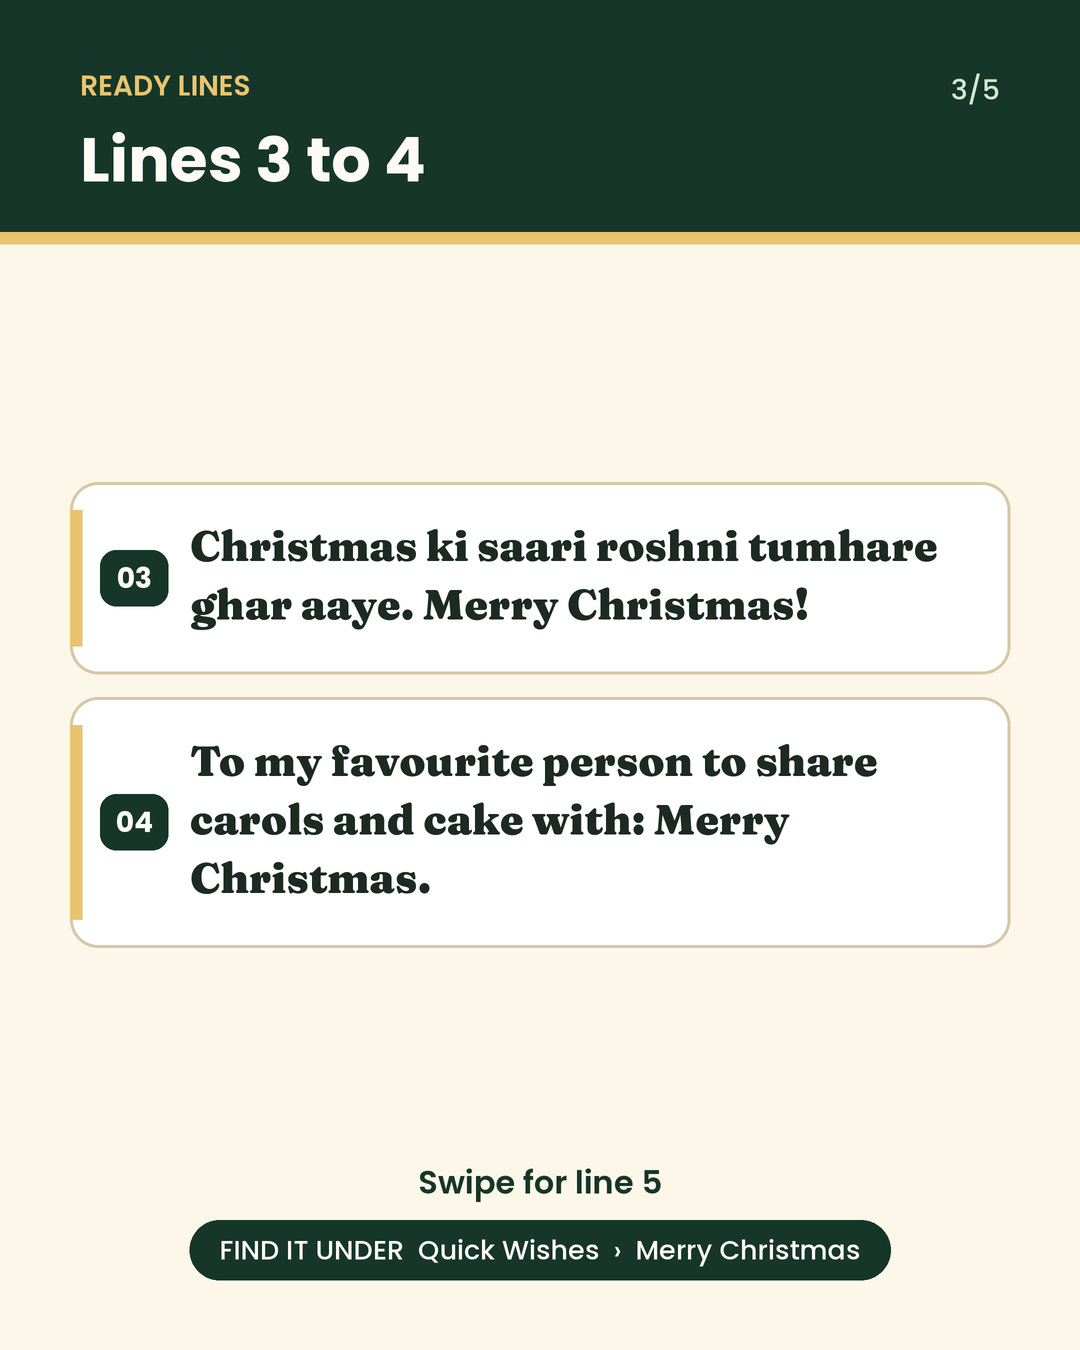 READY LINES
3/5
Lines 3 to 4
03
Christmas ki saari roshni tumhare
ghar aaye. Merry Christmas!
04
To my favourite person to share
carols and cake with: Merry
Christmas.
Swipe for line 5
FIND IT UNDER Quick Wishes › Merry Christmas